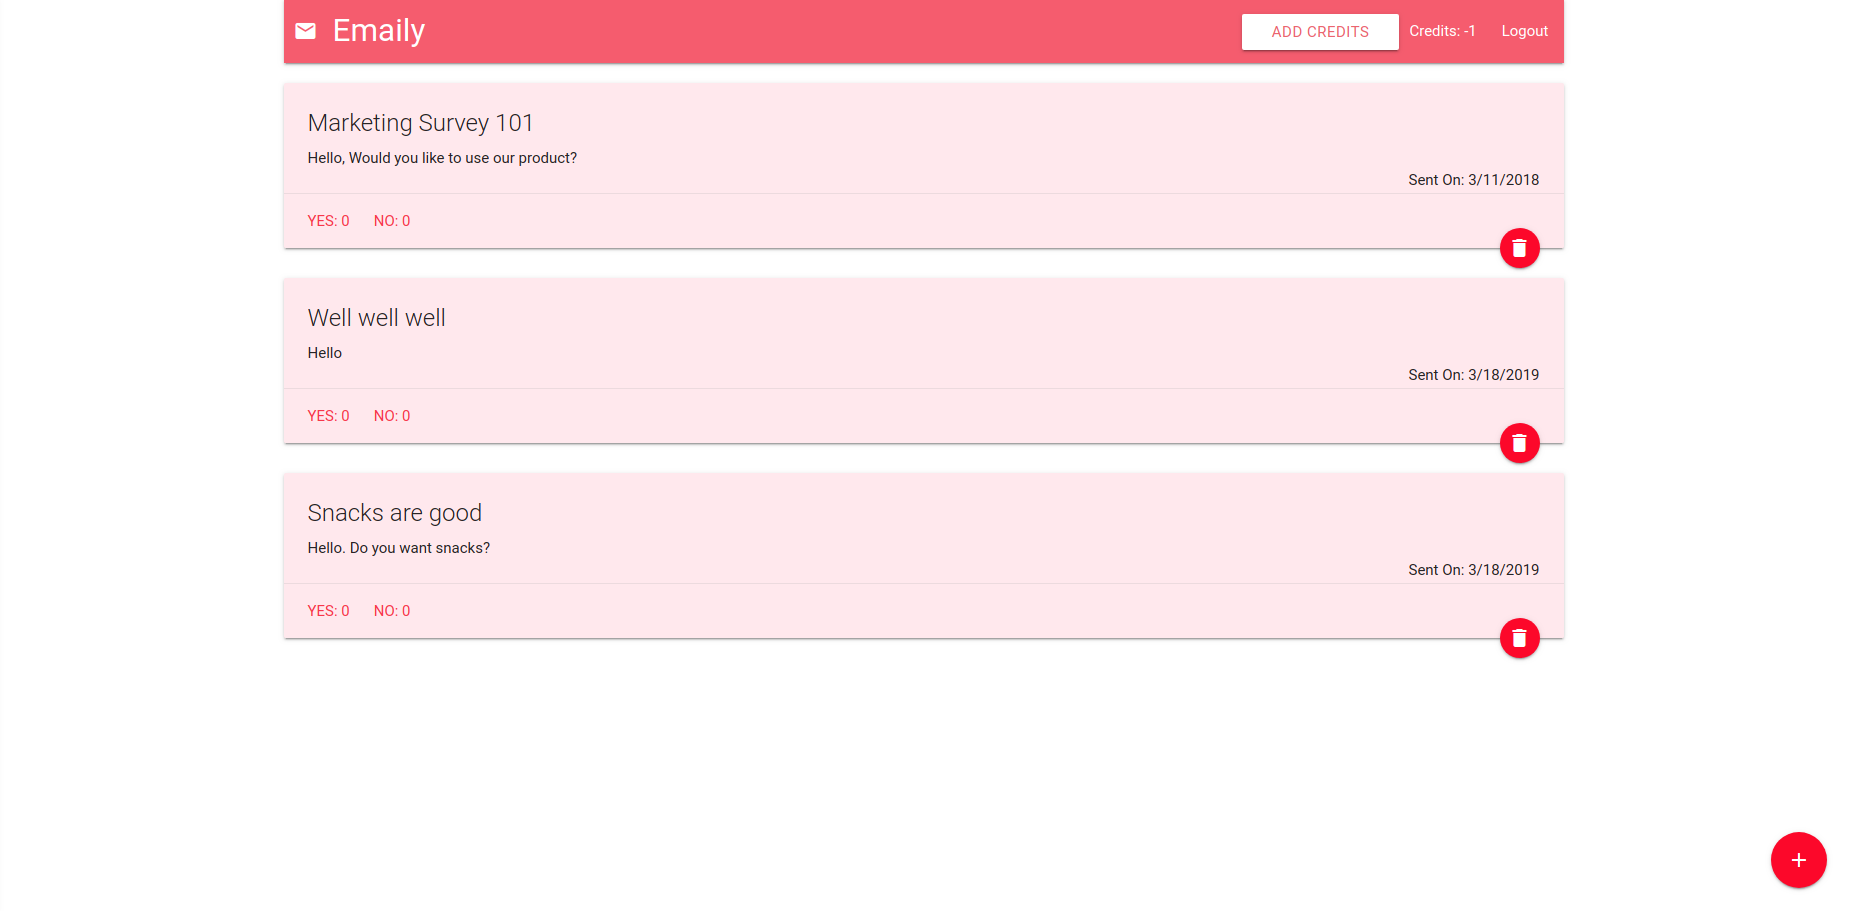 Emaily
ADD CREDITS
Credits: -1
Logout
Marketing Survey 101
Hello, Would you like to use our product?
Sent On: 3/11/2018
YES: 0 NO: 0
Well well well
Hello
Sent On: 3/18/2019
YES: 0 NO: 0
Snacks are good
Hello. Do you want snacks?
Sent On: 3/18/2019
YES: 0 NO: 0